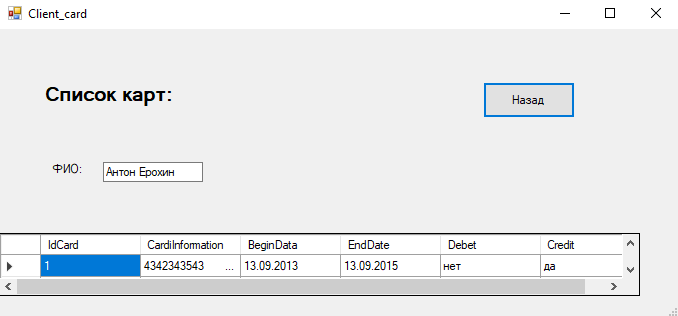 Client_card
Список карт:
Назад
ФИО: Антон Ерохин
IdCard CardiInformation BeginData EndDate Debet Credit
1 4342343543 ... 13.09.2013 13.09.2015 нет да